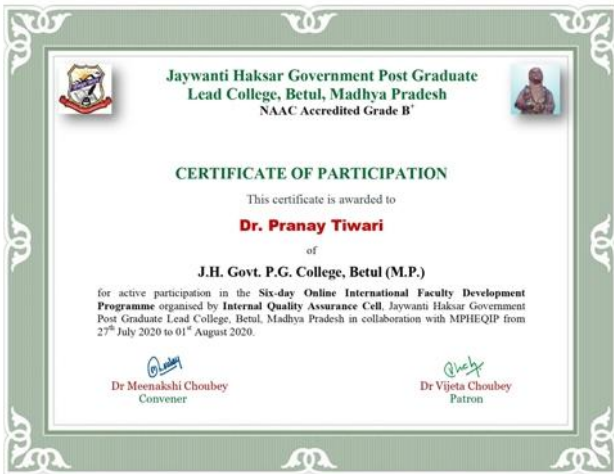 Jaywanti Haksar Government Post Graduate
Lead College, Betul, Madhya Pradesh
NAAC Accredited Grade B+
CERTIFICATE OF PARTICIPATION
This certificate is awarded to
Dr. Pranay Tiwari
of
J.H. Govt. P.G. College, Betul (M.P.)
for active participation in the Six-day Online International Faculty Development
Programme organised by Internal Quality Assurance Cell, Jaywanti Haksar Government
Post Graduate Lead College, Betul, Madhya Pradesh in collaboration with MPHEQIP from
27th July 2020 to 01st August 2020.
Dr Meenakshi Choubey
Convener
Dr Vijeta Choubey
Patron